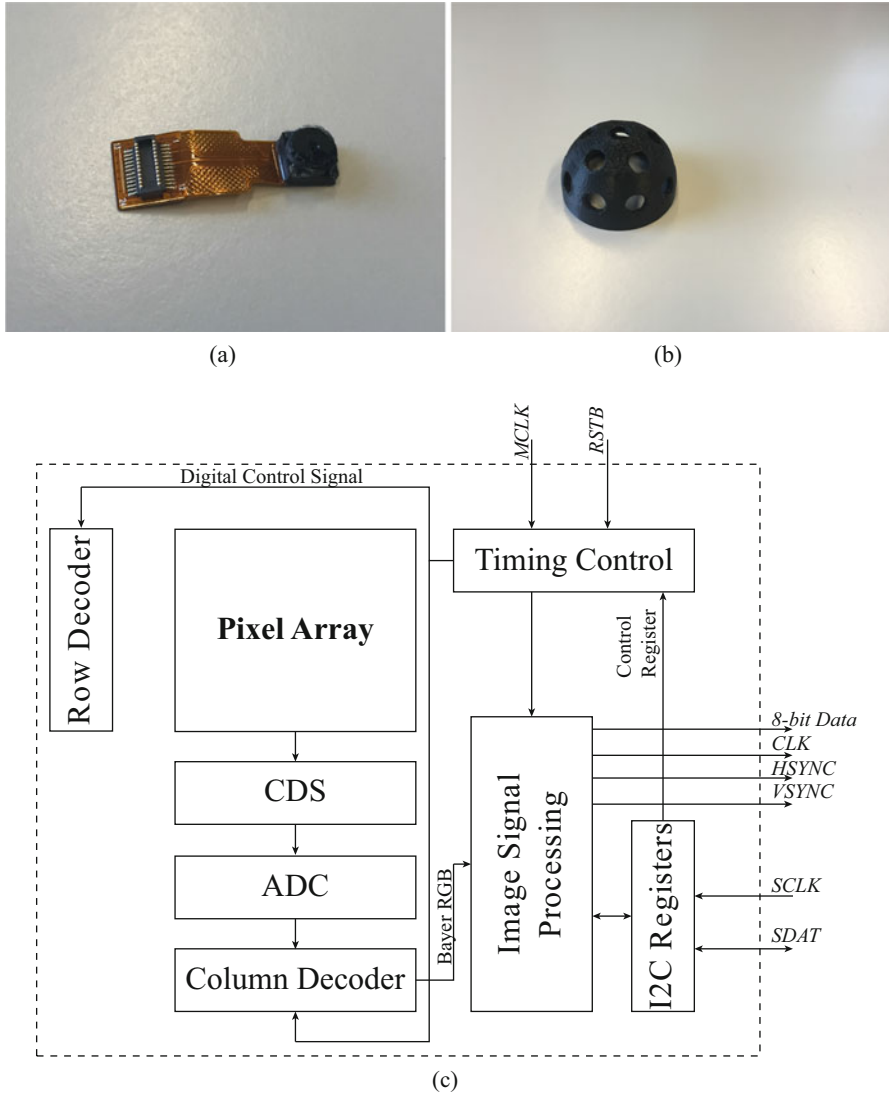 (a)
(b)
MCLK
RSTB
Digital Control Signal
Row Decoder
Pixel Array
Timing Control
Control
Register
CDS
ADC
Column Decoder
Bayer RGB
Image Signal
Processing
I2C Registers
8-bit Data
CLK
HSYNC
VSYNC
SCLK
SDAT
(c)